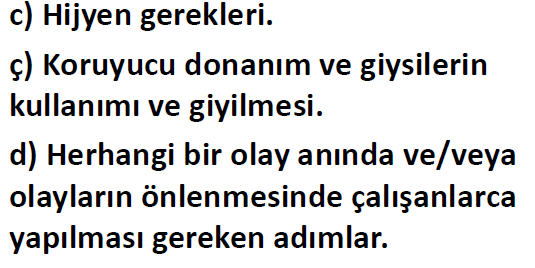 c) Hijyen gerekleri.
ç) Koruyucu donanım ve giysilerin
kullanımı ve giyilmesi.
d) Herhangi bir olay anında ve/veya
olayların önlenmesinde çalışanlarca
yapılması gereken adımlar.